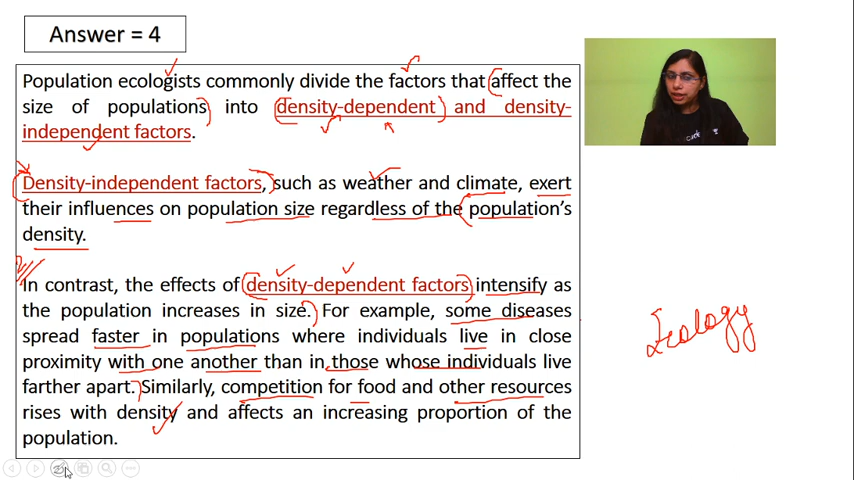 Answer = 4
Population ecologists commonly divide the factors that affect the
size of populations into density-dependent and density-
independent factors.
Density-independent factors, such as weather and climate, exert
their influences on population size regardless of the population's
density.
In contrast, the effects of density-dependent factors intensify as
the population increases in size. For example, some diseases
spread faster in populations where individuals live in close
proximity with one another than in those whose individuals live
farther apart. Similarly, competition for food and other resources
rises with density and affects an increasing proportion of the
population.
Ecology